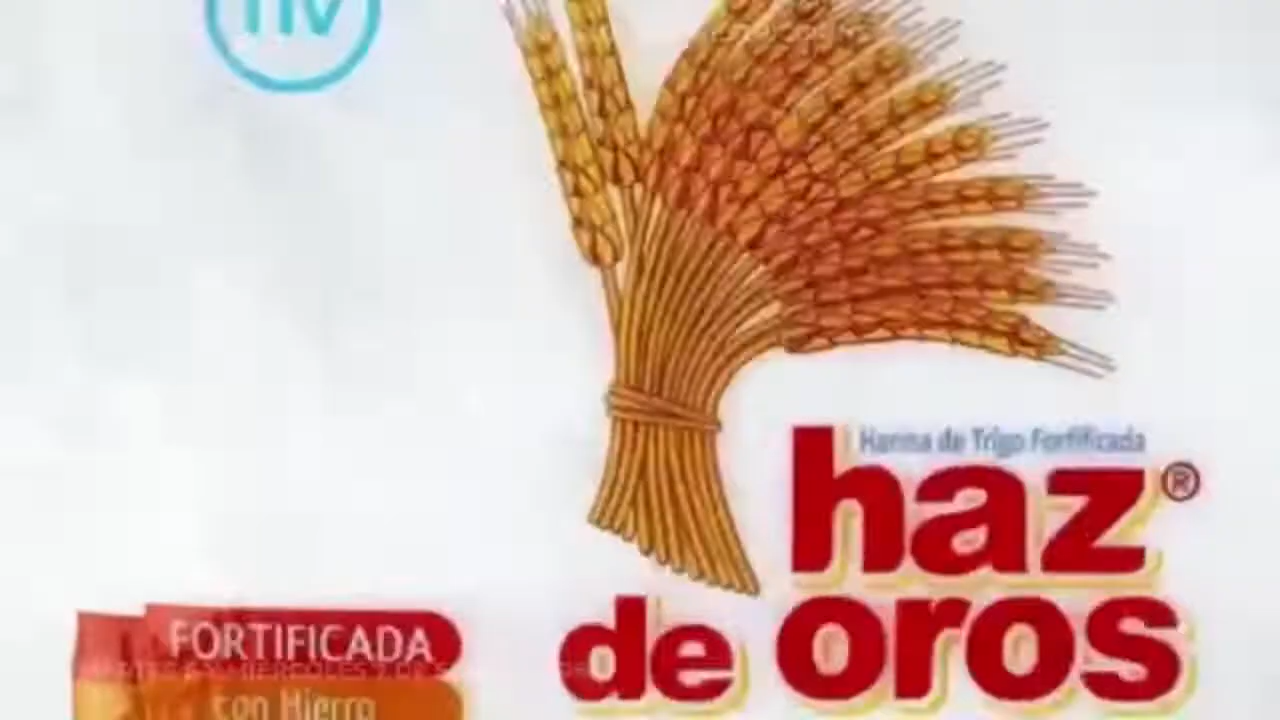 Harina de Trigo Fortificada
haz®
de oros
FORTIFICADA
con Hierro